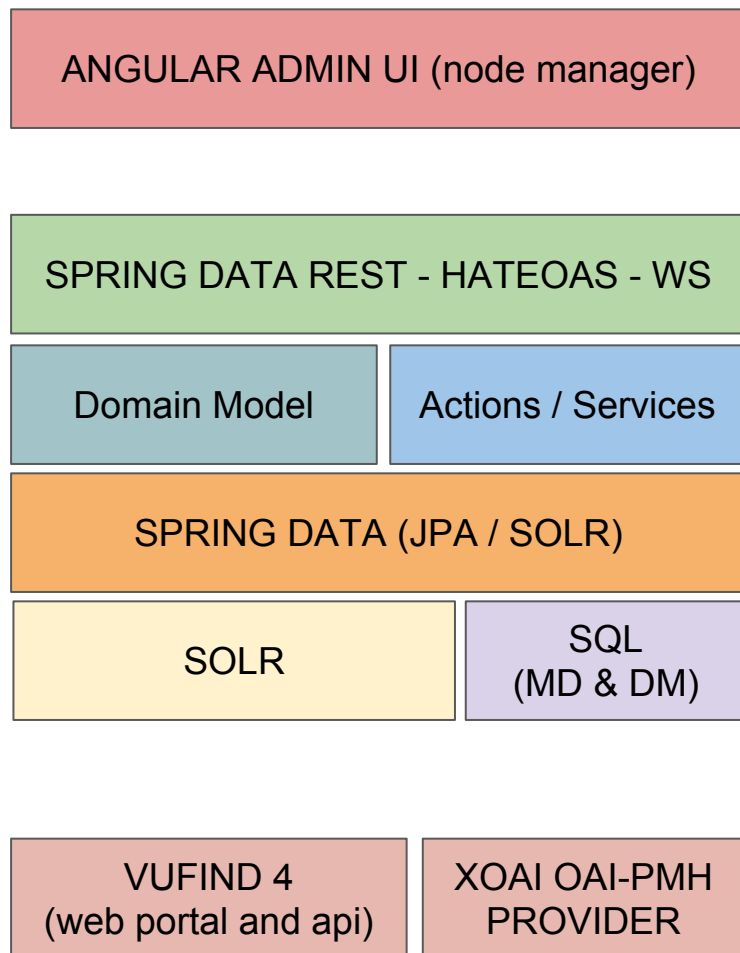 ANGULAR ADMIN UI (node manager)
SPRING DATA REST - HATEOAS - WS
Domain Model
Actions / Services
SPRING DATA (JPA / SOLR)
SOLR
SQL
(MD & DM)
VUFIND 4
(web portal and api)
XOAI OAI-PMH
PROVIDER